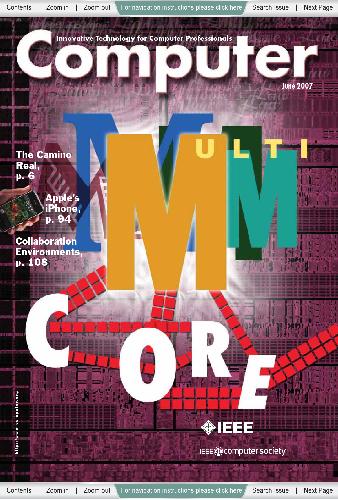 Contents | Zoom in | Zoom out | For navigation instructions please click here | Search Issue | Next Page
Innovative Technology for Computer Professionals
Computer
June 2007
MULTI
The Camino
Real,
p. 6
Apple's
iPhone,
p. 94
Collaboration
Environments,
p. 108
CORE
IEEE
IEEE computer society
Contents | Zoom in | Zoom out | For navigation instructions please click here | Search Issue | Next Page